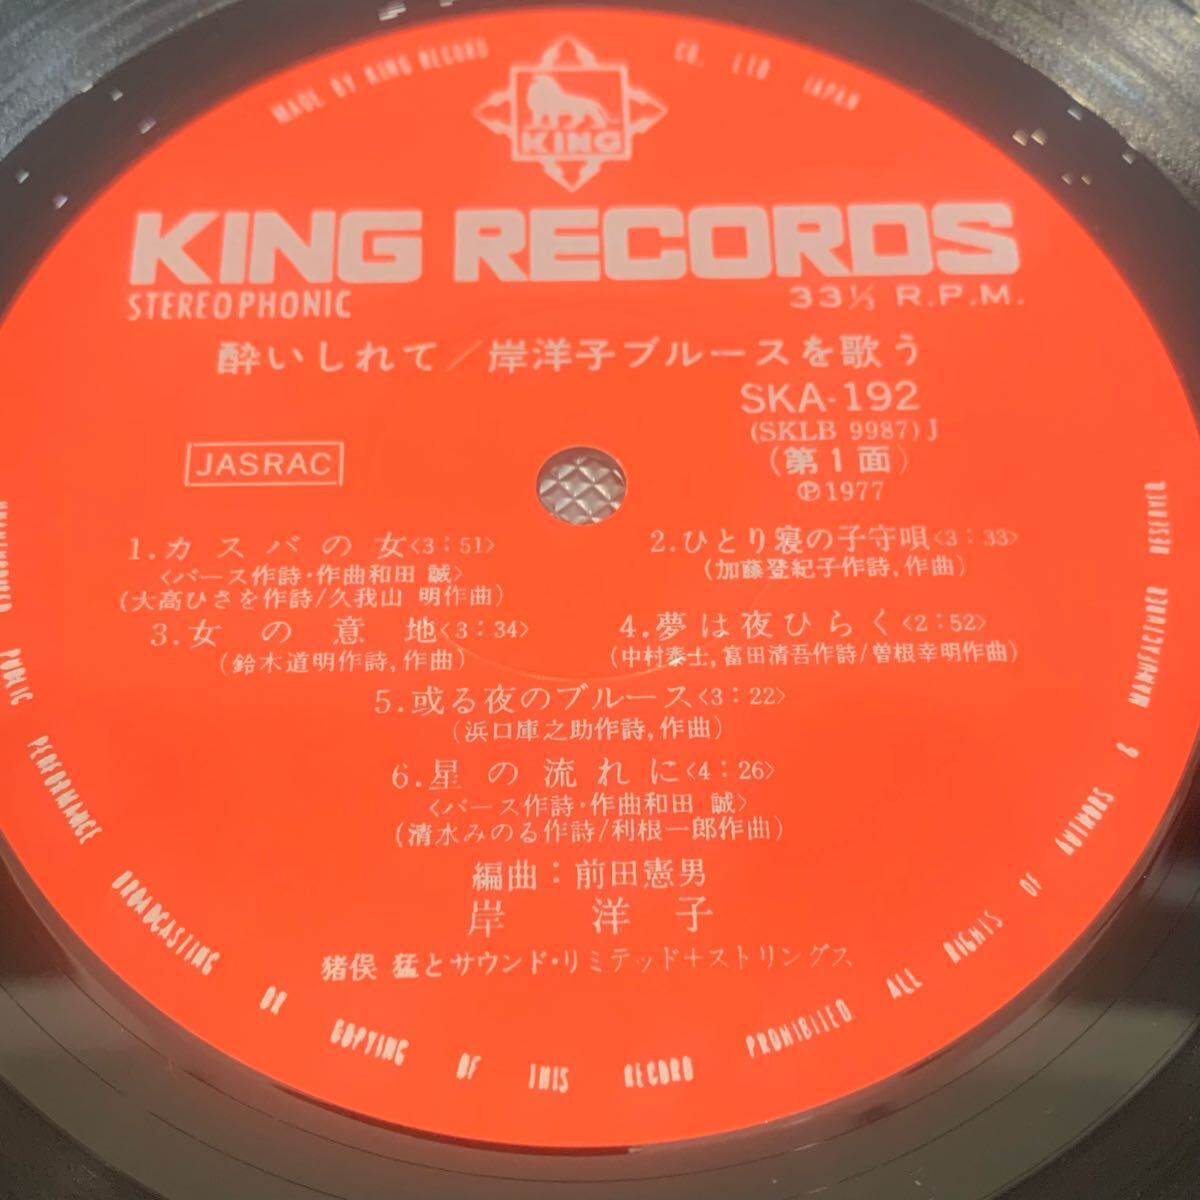 MADE BY KING RECORD CO. LTD JAPAN
KING
KING RECORDS
STEREOPHONIC
33⅓ R.P.M.
酔いしれて/岸洋子ブルースを歌う
SKA-192
(SKLB 9987)J
JASRAC
(第1面)
℗1977
1.カスバの女<3:51>
<バース作詩・作曲和田 誠>
(大高ひさを作詩/久我山 明作曲)
2.ひとり寝の子守唄<3:33>
(加藤登紀子作詩,作曲)
3.女の意地<3:34>
(鈴木道明作詩,作曲)
4.夢は夜ひらく<2:52>
(中村泰士,富田清吾作詩/曽根幸明作曲)
5.或る夜のブルース<3:22>
(浜口庫之助作詩,作曲)
6.星の流れに<4:26>
<バース作詩・作曲和田 誠>
(清水みのる作詩/利根一郎作曲)
編曲:前田憲男
岸 洋子
猪俣 猛とサウンド・リミテッド+ストリングス
ALL RIGHTS OF AUTHORS & MANUFACTURER RESERVED PUBLIC PERFORMANCE BROADCASTING OR COPYING OF THIS RECORD PROHIBITED